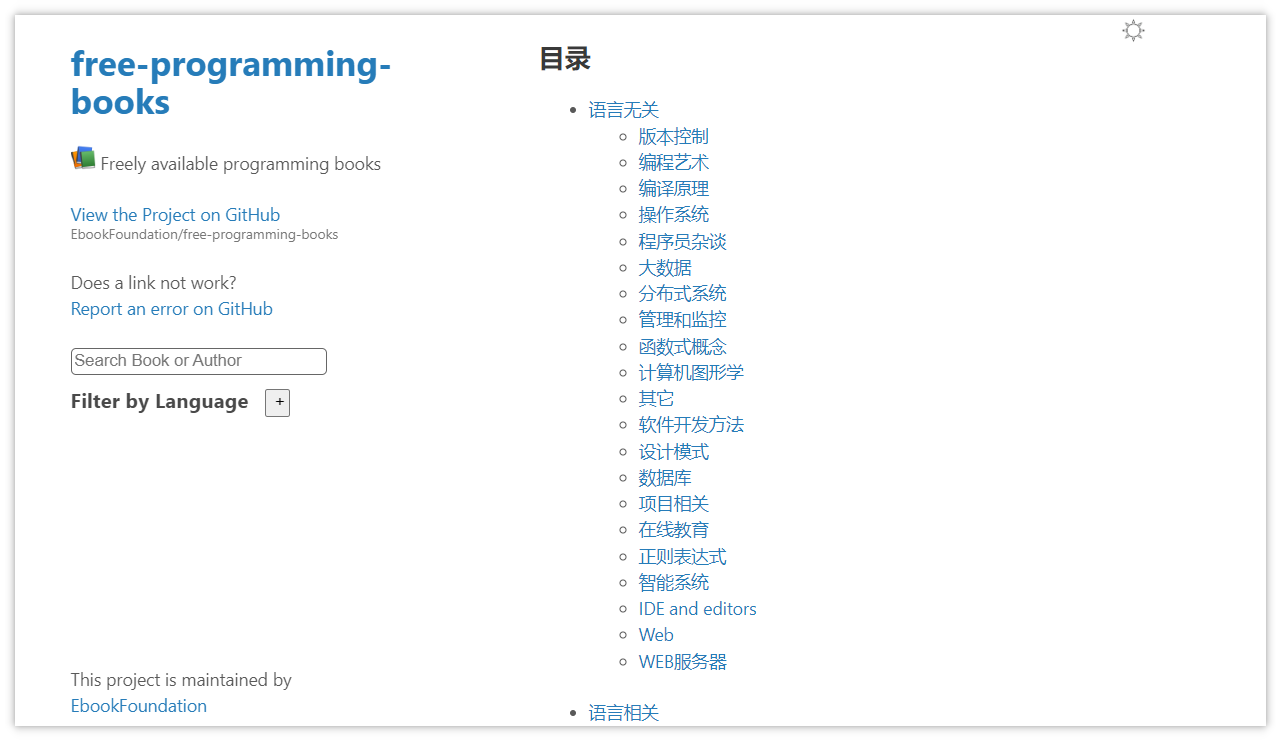 free-programming-
books
Freely available programming books
View the Project on GitHub
EbookFoundation/free-programming-books
Does a link not work?
Report an error on GitHub
Search Book or Author
Filter by Language +
This project is maintained by
EbookFoundation
目录
语言无关
版本控制
编程艺术
编译原理
操作系统
程序员杂谈
大数据
分布式系统
管理和监控
函数式概念
计算机图形学
其它
软件开发方法
设计模式
数据库
项目相关
在线教育
正则表达式
智能系统
IDE and editors
Web
WEB服务器
语言相关